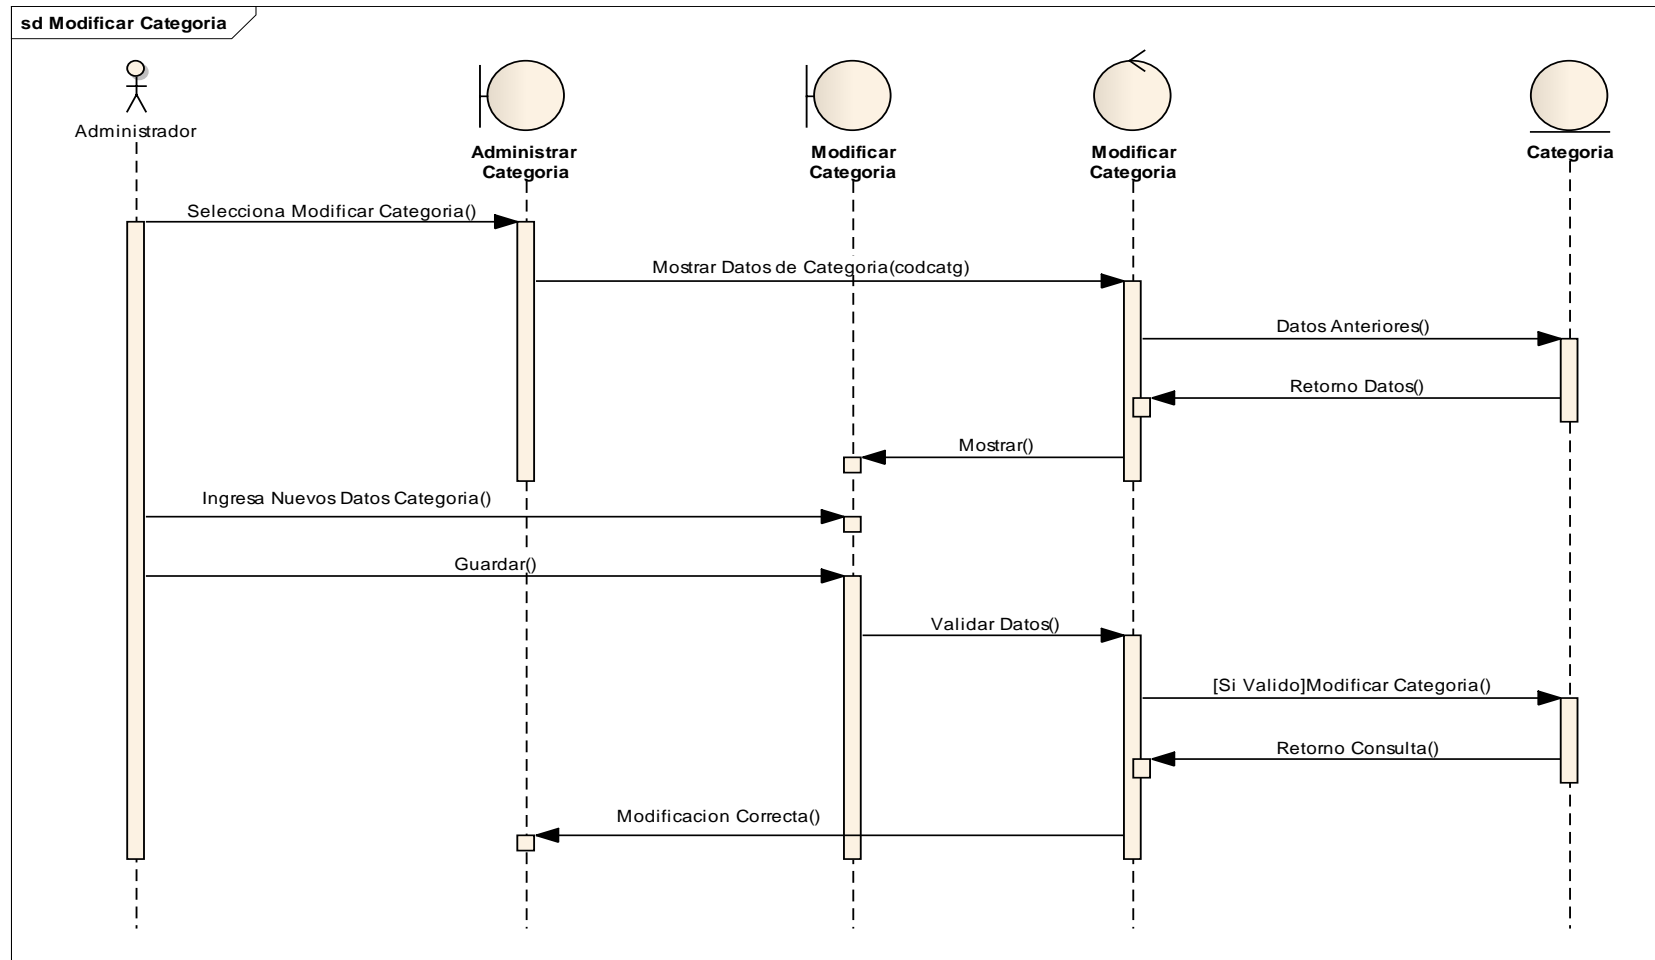 sd Modificar Categoria
Administrador
Administrar
Categoria
Modificar
Categoria
Modificar
Categoria
Categoria
Selecciona Modificar Categoria()
Mostrar Datos de Categoria(codcatg)
Datos Anteriores()
Retorno Datos()
Mostrar()
Ingresa Nuevos Datos Categoria()
Guardar()
Validar Datos()
[Si Valido]Modificar Categoria()
Retorno Consulta()
Modificacion Correcta()